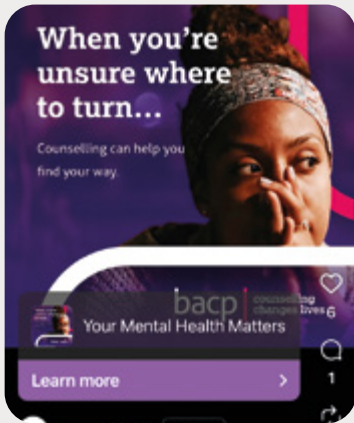 When you're
unsure where
to turn...
Counselling can help you
find your way.
bacp
counselling
changes lives
6
Your Mental Health Matters
Learn more
1